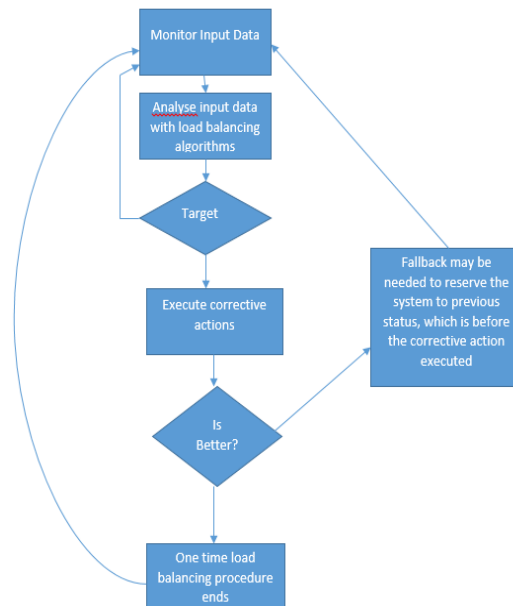 Monitor Input Data
Analyse input data
with load balancing
algorithms
Target
Execute corrective
actions
Fallback may be
needed to reserve the
system to previous
status, which is before
the corrective action
executed
Is
Better?
One time load
balancing procedure
ends